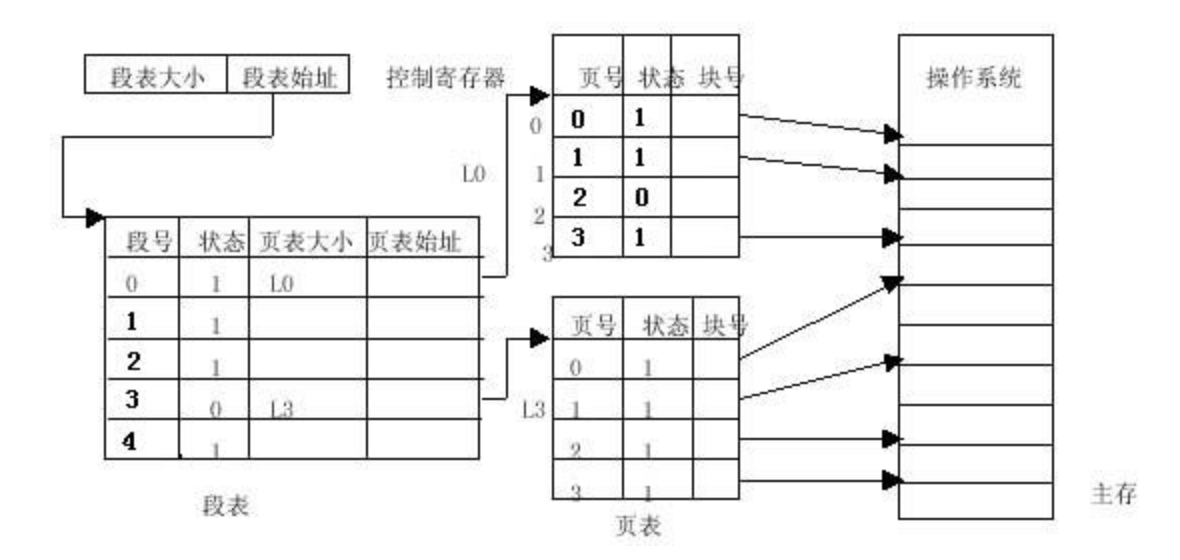 段表大小 段表始址 控制寄存器
页号 状态 块号
0 0 1
1 1 1
2 2 0
3 3 1
L0
操作系统
段号 状态 页表大小 页表始址
0 1 L0
1 1
2 1
3 0 L3
4 1
段表
页号 状态 块号
0 1
L3 1 1
2 1
3 1
页表
主存